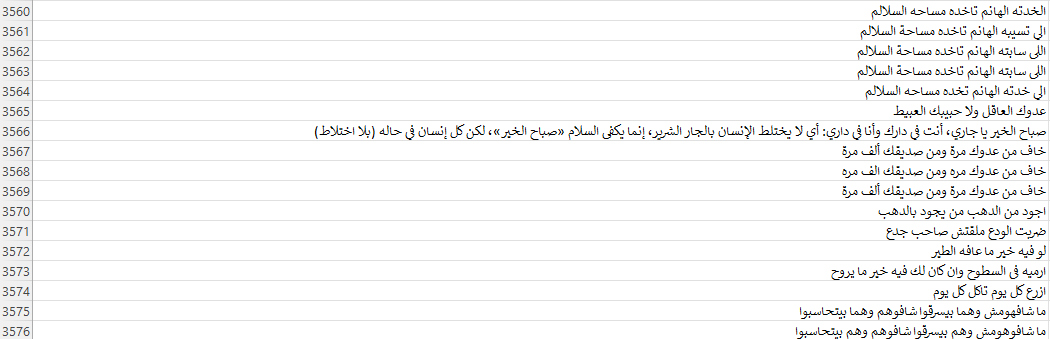 3560 الخدته الهانم تاخده مساحه السلالم
3561 الي تسيبه الهانم تاخده مساحة السلالم
3562 اللى سابته الهانم تاخده مساحة السلالم
3563 اللى سابته الهانم تاخده مساحة السلالم
3564 الي خدته الهانم تخده مساحه السلالم
3565 عدوك العاقل ولا حبيبك العبيط
3566 صباح الخير يا جاري، أنت في دارك وأنا في داري: أي لا يختلط الإنسان بالجار الشرير، إنما يكفى السلام «صباح الخير»، لكن كل إنسان في حاله (بلا اختلاط)
3567 خاف من عدوك مرة ومن صديقك ألف مرة
3568 خاف من عدوك مره ومن صديقك الف مره
3569 خاف من عدوك مرة ومن صديقك ألف مرة
3570 اجود من الدهب من يجود بالدهب
3571 ضربت الودع ملقتش صاحب جدع
3572 لو فيه خير ما عافه الطير
3573 ارميه فى السطوح وان كان لك فيه خير ما يروح
3574 ازرع كل يوم تاكل كل يوم
3575 ما شافهومش وهما بيسرقوا شافوهم وهما بيتحاسبوا
3576 ما شافوهومش وهم بيسرقوا شافوهم وهم بيتحاسبوا